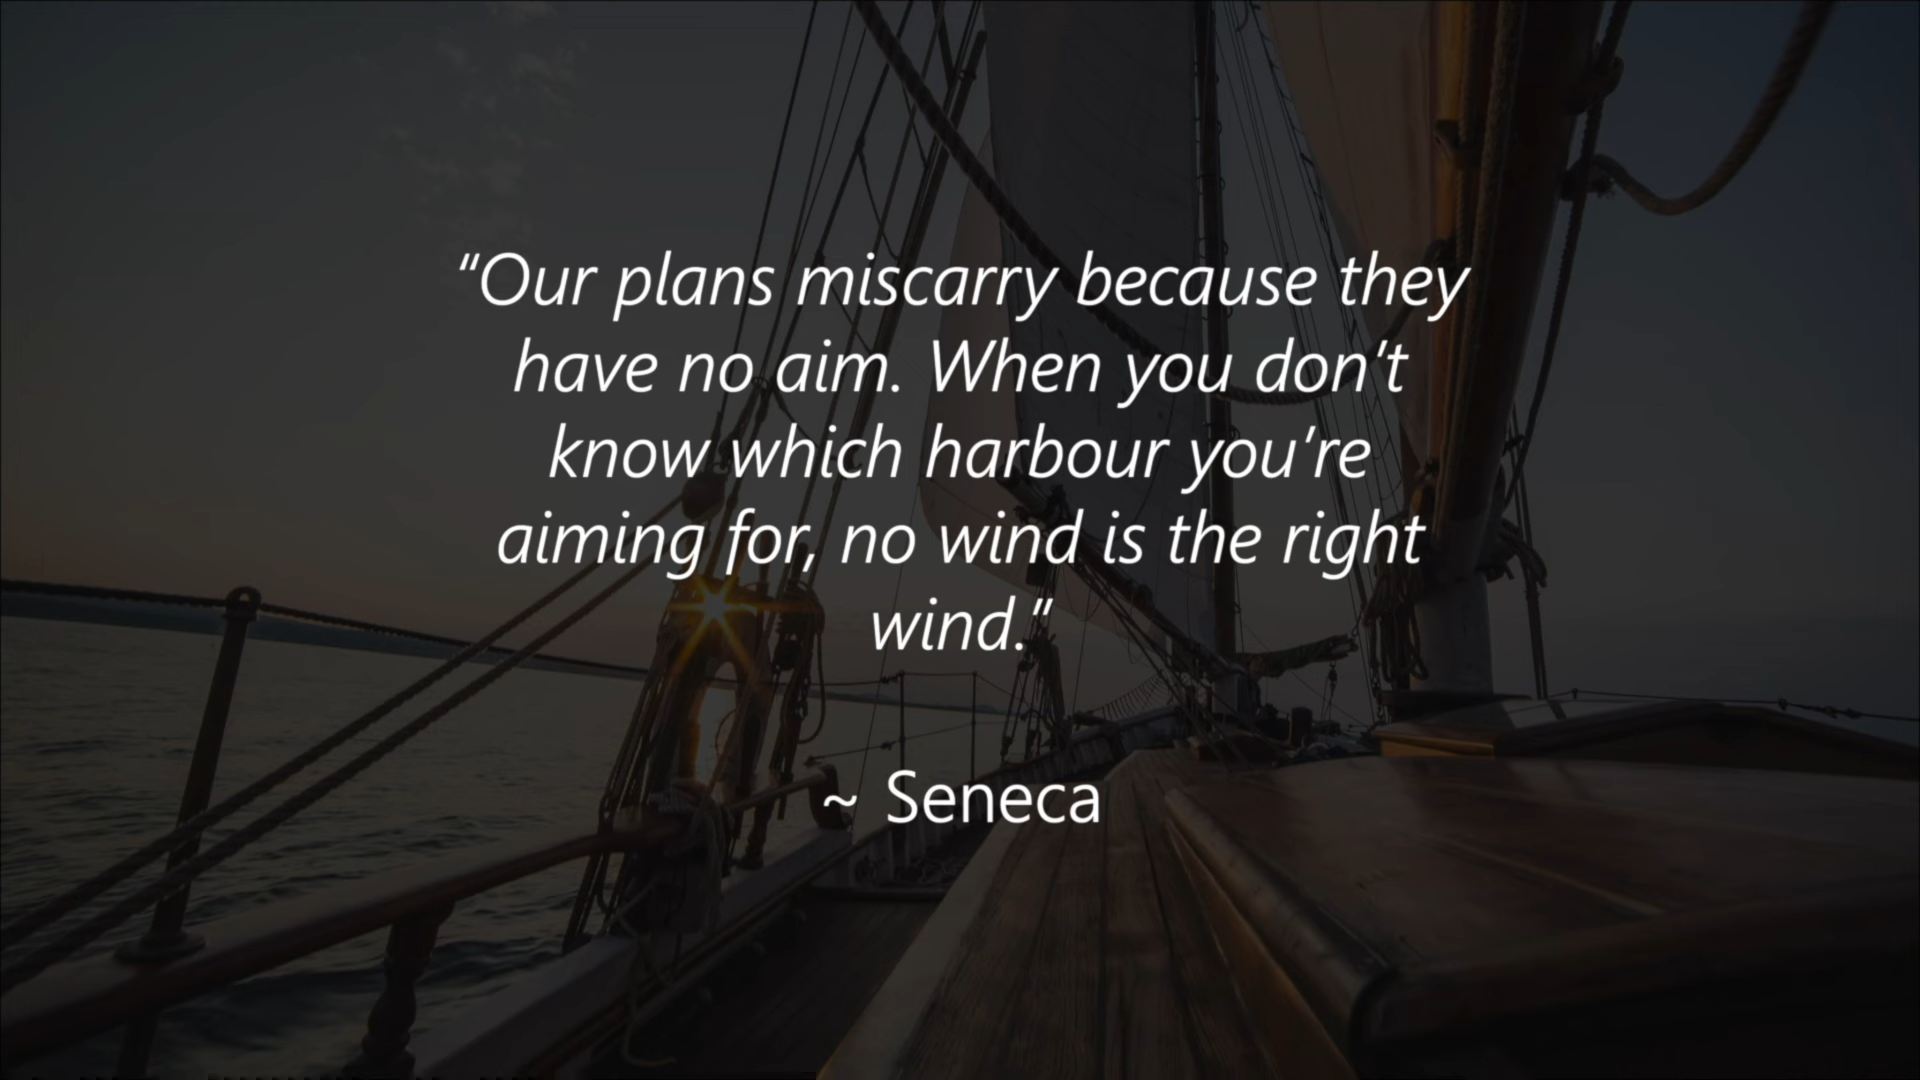 “Our plans miscarry because they
have no aim. When you don’t
know which harbour you’re
aiming for, no wind is the right
wind.”
~ Seneca